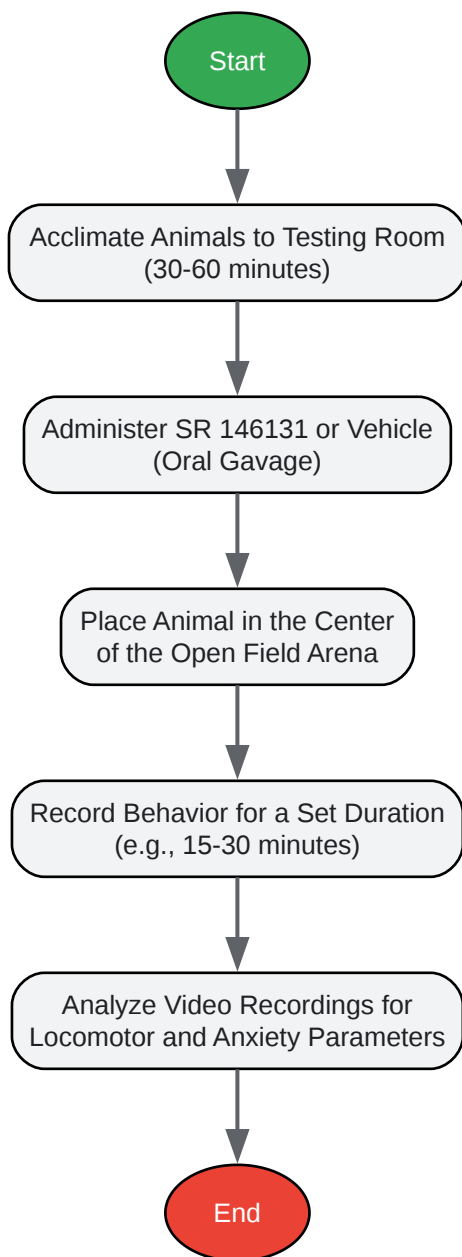 Start
Acclimate Animals to Testing Room
(30-60 minutes)
Administer SR 146131 or Vehicle
(Oral Gavage)
Place Animal in the Center
of the Open Field Arena
Record Behavior for a Set Duration
(e.g., 15-30 minutes)
Analyze Video Recordings for
Locomotor and Anxiety Parameters
End